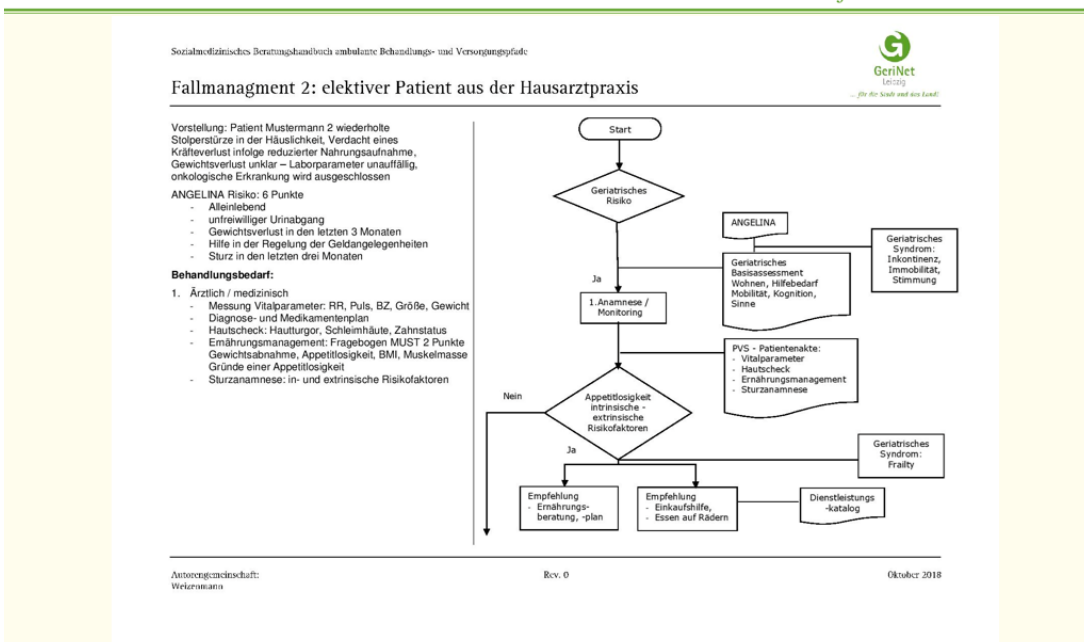 Sozialmedizinisches Beratungshandbuch ambulante Behandlungs- und Versorgungspfade
GeriNet
Leipzig
... für die Stadt und das Land!
Fallmanagment 2: elektiver Patient aus der Hausarztpraxis
Vorstellung: Patient Mustermann 2 wiederholte
Stolperstürze in der Häuslichkeit, Verdacht eines
Kräfteverlust infolge reduzierter Nahrungsaufnahme,
Gewichtsverlust unklar – Laborparameter unauffällig,
onkologische Erkrankung wird ausgeschlossen
ANGELINA Risiko: 6 Punkte
- Alleinlebend
- unfreiwilliger Urinabgang
- Gewichtsverlust in den letzten 3 Monaten
- Hilfe in der Regelung der Geldangelegenheiten
- Sturz in den letzten drei Monaten
Behandlungsbedarf:
1. Ärztlich / medizinisch
- Messung Vitalparameter: RR, Puls, BZ, Größe, Gewicht
- Diagnose- und Medikamentenplan
- Hautscheck: Hautturgor, Schleimhäute, Zahnstatus
- Ernährungsmanagement: Fragebogen MUST 2 Punkte
Gewichtsabnahme, Appetitlosigkeit, BMI, Muskelmasse
Gründe einer Appetitlosigkeit
- Sturzanamnese: in- und extrinsische Risikofaktoren
Start
Geriatrisches
Risiko
ANGELINA
Geriatrisches
Syndrom:
Inkontinenz,
Immobilität,
Stimmung
Geriatrisches
Basisassessment
Wohnen, Hilfebedarf
Mobilität, Kognition,
Sinne
Ja
1.Anamnese /
Monitoring
PVS - Patientenakte:
- Vitalparameter
- Hautscheck
- Ernährungsmanagement
- Sturzanamnese
Nein
Appetitlosigkeit
intrinsische -
extrinsische
Risikofaktoren
Ja
Geriatrisches
Syndrom:
Frailty
Empfehlung
- Ernährungs-
beratung, -plan
Empfehlung
- Einkaufshilfe,
- Essen auf Rädern
Dienstleistungs
-katalog
Autorengemeinschaft:
Rev. 0
Oktober 2018